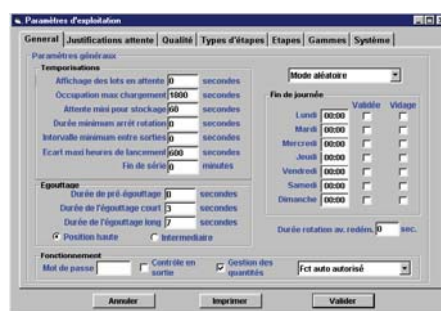 Paramètres d'exploitation
General Justifications attente Qualité Types d'étapes Etapes Gammes Système
Paramètres généraux
Temporisations
Affichage des lots en attente 0 secondes
Occupation max chargement 1800 secondes
Attente mini pour stockage 60 secondes
Durée minimum arrêt rotation 0 secondes
Intervalle minimum entre sorties 0 secondes
Ecart maxi heures de lancement 600 secondes
Fin de série 0 minutes
Mode aléatoire
Fin de journée
Validée Vidage
Lundi 00:00
Mardi 00:00
Mercredi 00:00
Jeudi 00:00
Vendredi 00:00
Samedi 00:00
Dimanche 00:00
Egouttage
Durée de pré-égouttage 0 secondes
Durée de l'égouttage court 3 secondes
Durée de l'égouttage long 7 secondes
Position haute Intermediaire
Durée rotation av. redém. 0 sec.
Fonctionnement
Mot de passe Contrôle en sortie Gestion des quantités Fct auto autorisé
Annuler Imprimer Valider